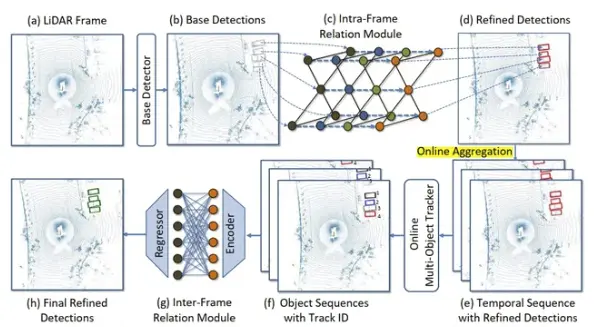 (a) LiDAR Frame
(b) Base Detections
(c) Intra-Frame
Relation Module
(d) Refined Detections
Base Detector
Online Aggregation
Regressor
Encoder
Online
Multi-Object Tracker
(h) Final Refined
Detections
(g) Inter-Frame
Relation Module
(f) Object Sequences
with Track ID
(e) Temporal Sequence
with Refined Detections